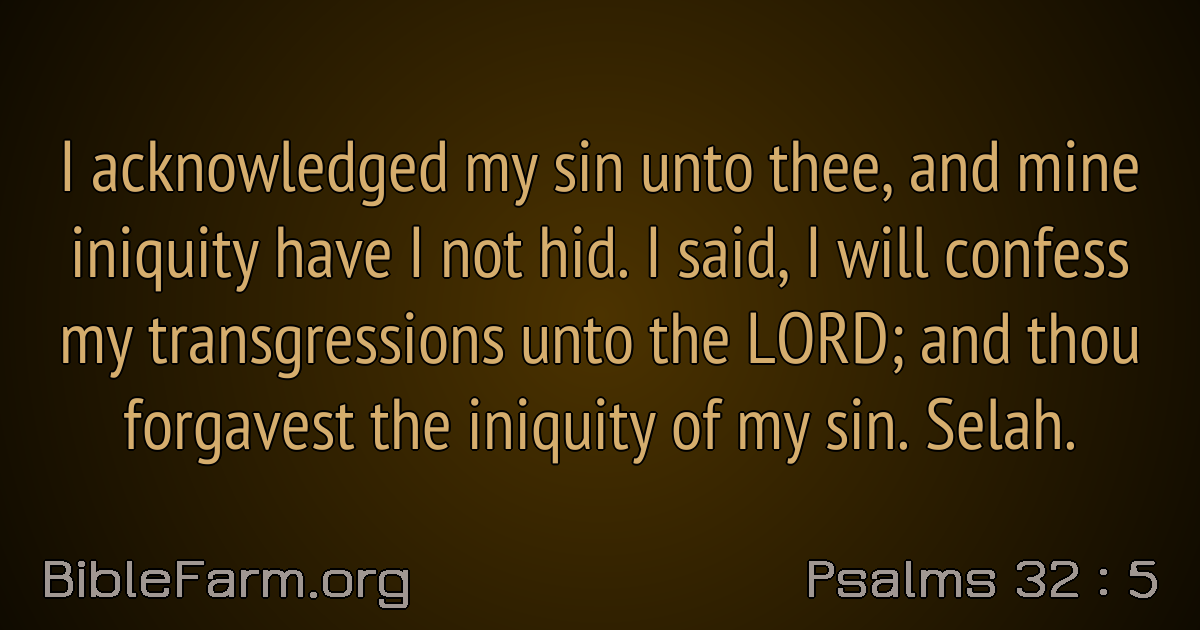 I acknowledged my sin unto thee, and mine
iniquity have I not hid. I said, I will confess
my transgressions unto the LORD; and thou
forgavest the iniquity of my sin. Selah.
BibleFarm.org
Psalms 32 : 5